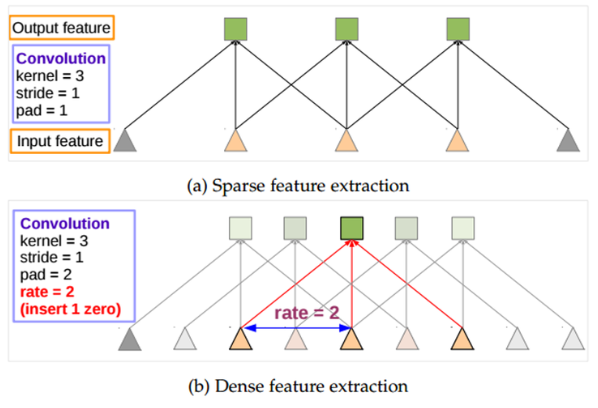 Output feature
Convolution
kernel = 3
stride = 1
pad = 1
Input feature
(a) Sparse feature extraction
Convolution
kernel = 3
stride = 1
pad = 2
rate = 2
(insert 1 zero)
rate = 2
(b) Dense feature extraction